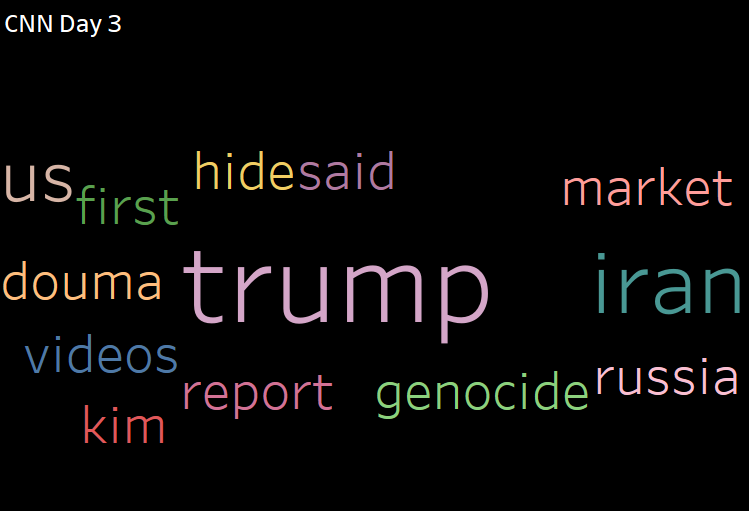 CNN Day 3
us
first
hide
said
market
douma
trump
iran
videos
report
genocide
russia
kim